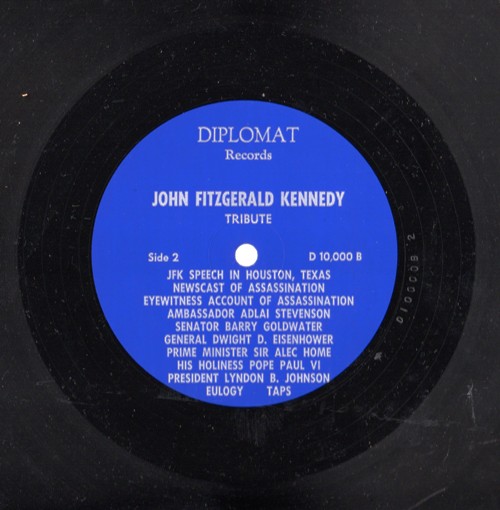 DIPLOMAT
Records
JOHN FITZGERALD KENNEDY
TRIBUTE
Side 2 D 10,000 B
JFK SPEECH IN HOUSTON, TEXAS
NEWSCAST OF ASSASSINATION
EYEWITNESS ACCOUNT OF ASSASSINATION
AMBASSADOR ADLAI STEVENSON
SENATOR BARRY GOLDWATER
GENERAL DWIGHT D. EISENHOWER
PRIME MINISTER SIR ALEC HOME
HIS HOLINESS POPE PAUL VI
PRESIDENT LYNDON B. JOHNSON
EULOGY TAPS